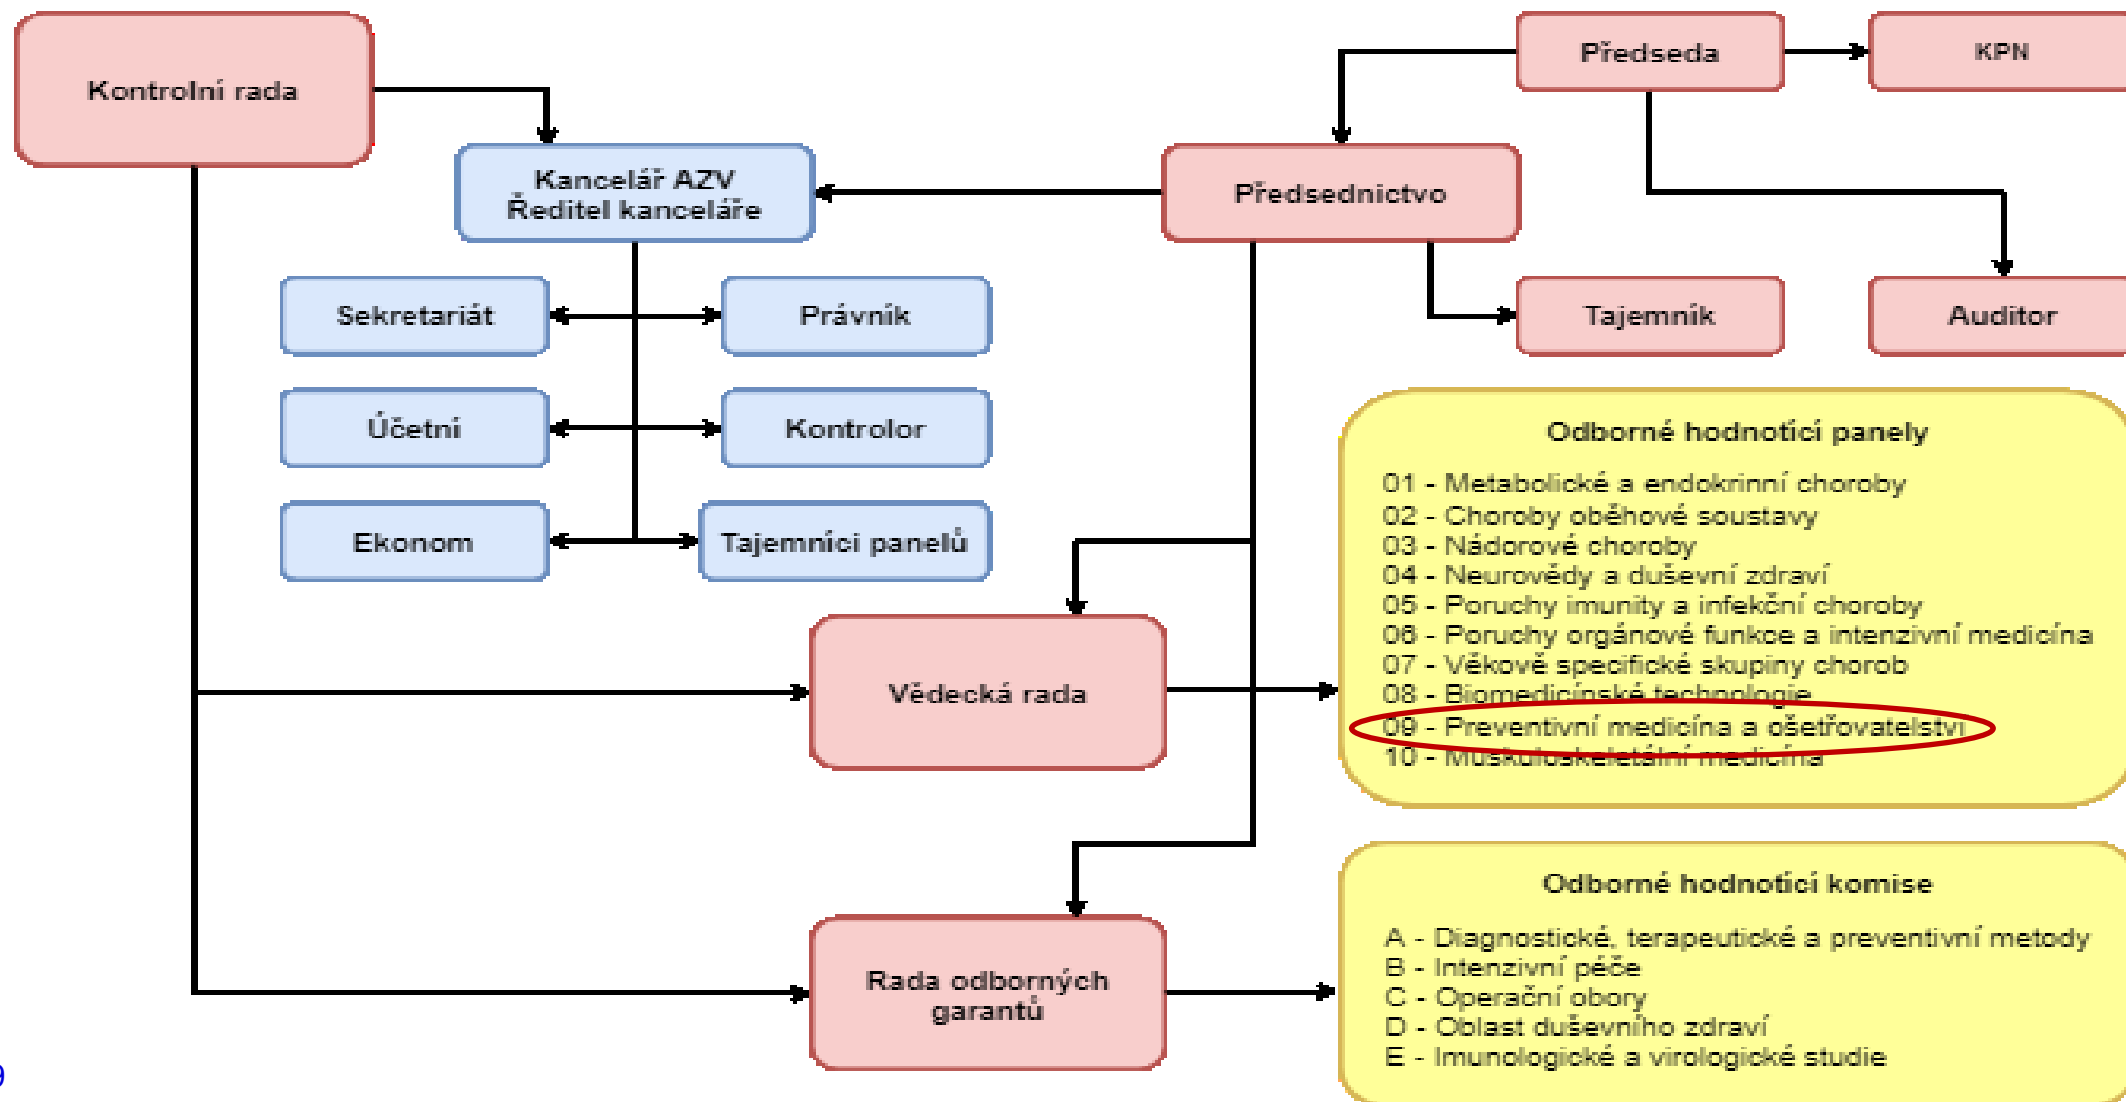 Kontrolní rada
Předseda
KPN
Kancelář AZV
Ředitel kanceláře
Předsednictvo
Sekretariát
Právník
Tajemník
Auditor
Účetní
Kontrolor
Ekonom
Tajemníci panelů
Odborné hodnotící panely
01 - Metabolické a endokrinní choroby
02 - Choroby oběhové soustavy
03 - Nádorové choroby
04 - Neurovědy a duševní zdraví
05 - Poruchy imunity a infekční choroby
06 - Poruchy orgánové funkce a intenzivní medicína
07 - Věkově specifické skupiny chorob
08 - Biomedicínské technologie
09 - Preventivní medicína a ošetřovatelství
10 - Muskuloskeletální medicína
Vědecká rada
Rada odborných
garantů
Odborné hodnotící komise
A - Diagnostické, terapeutické a preventivní metody
B - Intenzivní péče
C - Operační obory
D - Oblast duševního zdraví
E - Imunologické a virologické studie
9